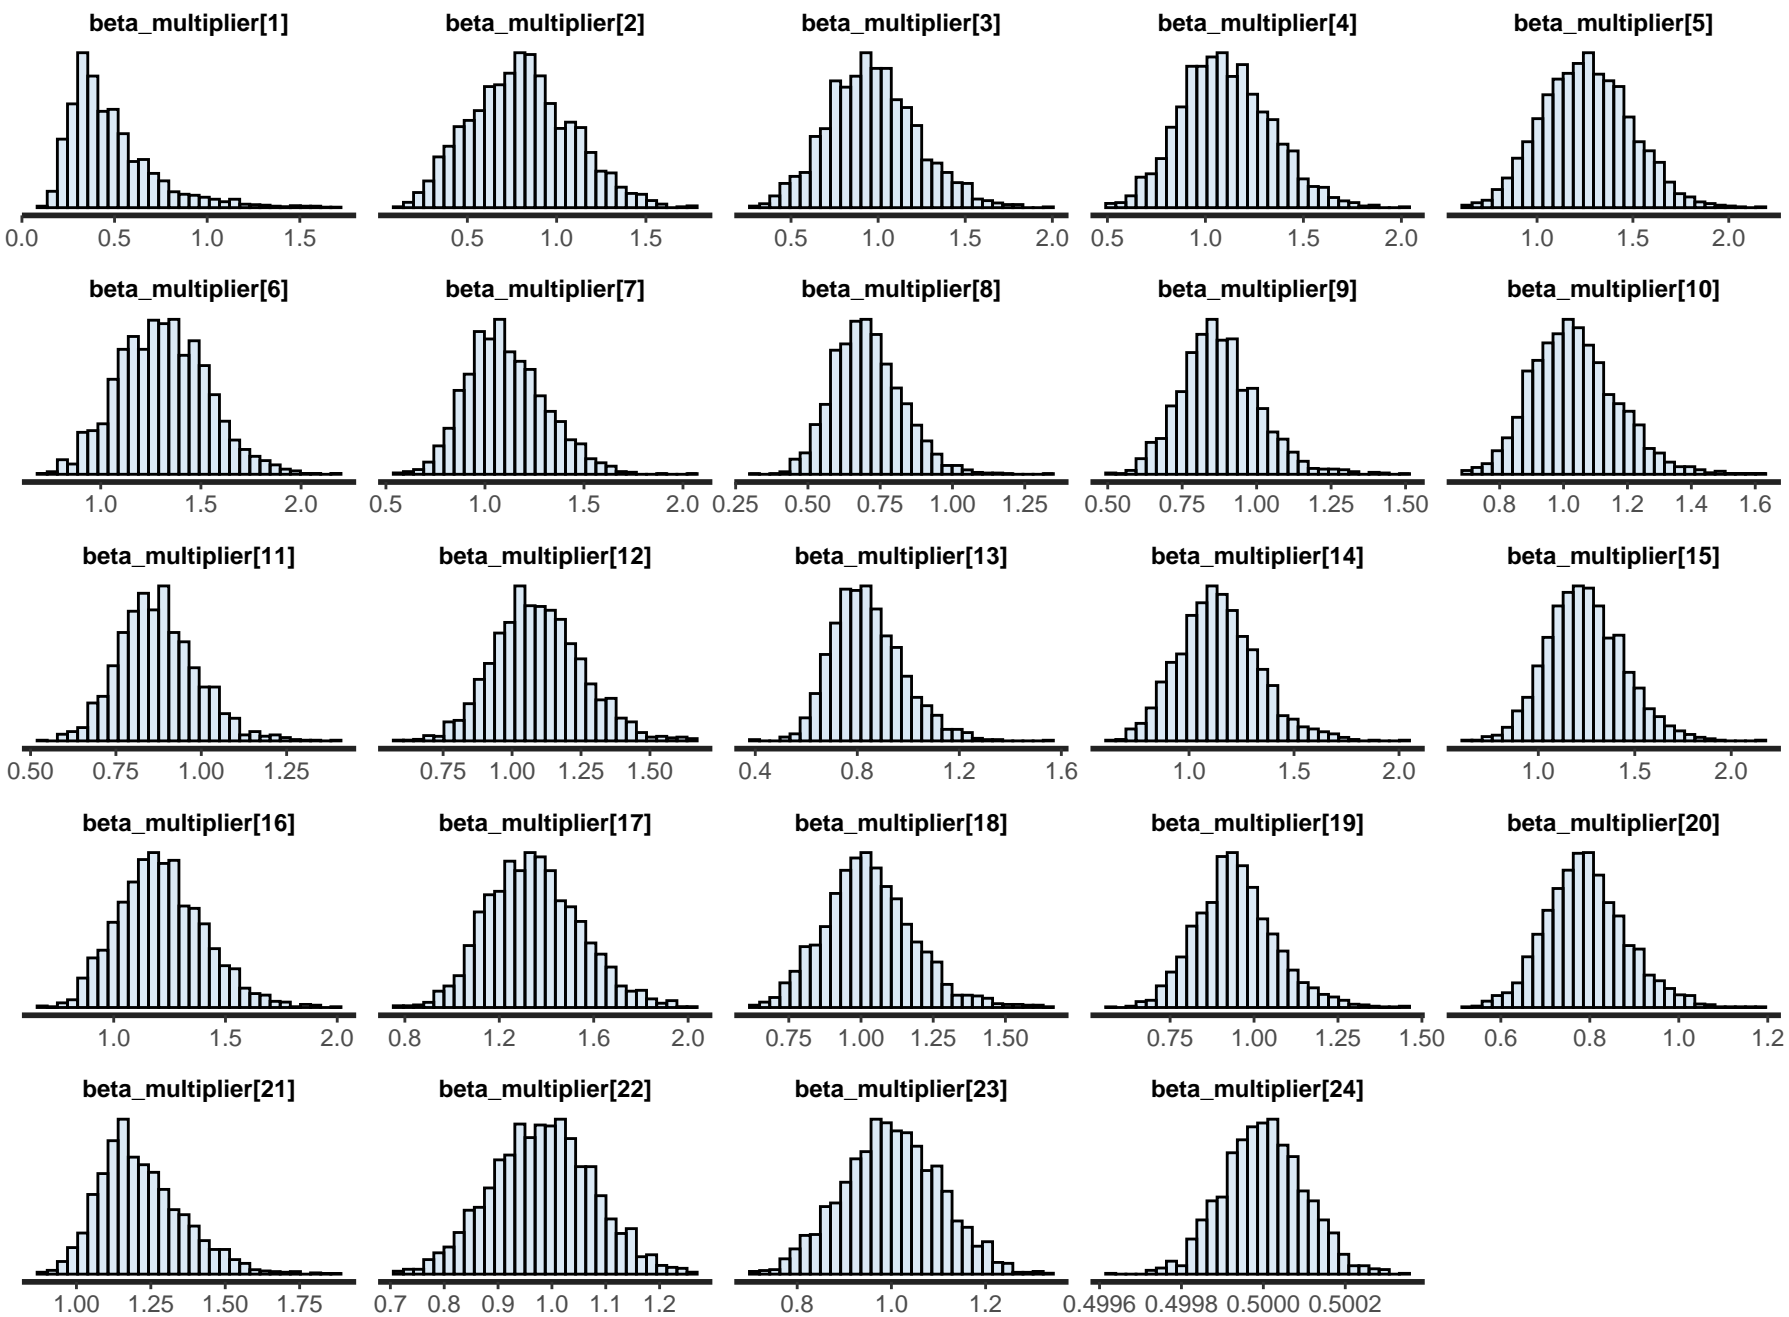 beta_multiplier[1] beta_multiplier[2] beta_multiplier[3] beta_multiplier[4] beta_multiplier[5]
0.0 0.5 1.0 1.5 0.5 1.0 1.5 0.5 1.0 1.5 2.0 0.5 1.0 1.5 2.0 1.0 1.5 2.0
beta_multiplier[6] beta_multiplier[7] beta_multiplier[8] beta_multiplier[9] beta_multiplier[10]
1.0 1.5 2.0 0.5 1.0 1.5 2.0 0.25 0.50 0.75 1.00 1.25 0.50 0.75 1.00 1.25 1.50 0.8 1.0 1.2 1.4 1.6
beta_multiplier[11] beta_multiplier[12] beta_multiplier[13] beta_multiplier[14] beta_multiplier[15]
0.50 0.75 1.00 1.25 0.75 1.00 1.25 1.50 0.4 0.8 1.2 1.6 1.0 1.5 2.0 1.0 1.5 2.0
beta_multiplier[16] beta_multiplier[17] beta_multiplier[18] beta_multiplier[19] beta_multiplier[20]
1.0 1.5 2.0 0.8 1.2 1.6 2.0 0.75 1.00 1.25 1.50 0.75 1.00 1.25 1.50 0.6 0.8 1.0 1.2
beta_multiplier[21] beta_multiplier[22] beta_multiplier[23] beta_multiplier[24]
1.00 1.25 1.50 1.75 0.7 0.8 0.9 1.0 1.1 1.2 0.8 1.0 1.2 0.4996 0.4998 0.5000 0.5002